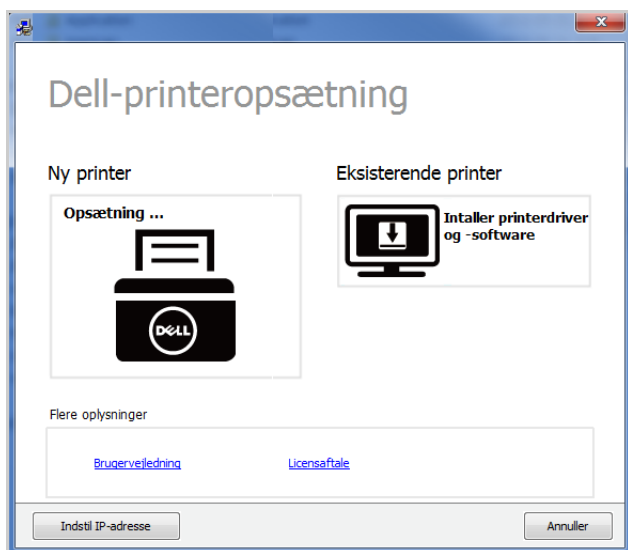 Dell-printeropsætning
Ny printer
Opsætning ...
DELL
Eksisterende printer
Intaller printerdriver
og -software
Flere oplysninger
Brugervejledning
Licensaftale
Indstil IP-adresse
Annuller